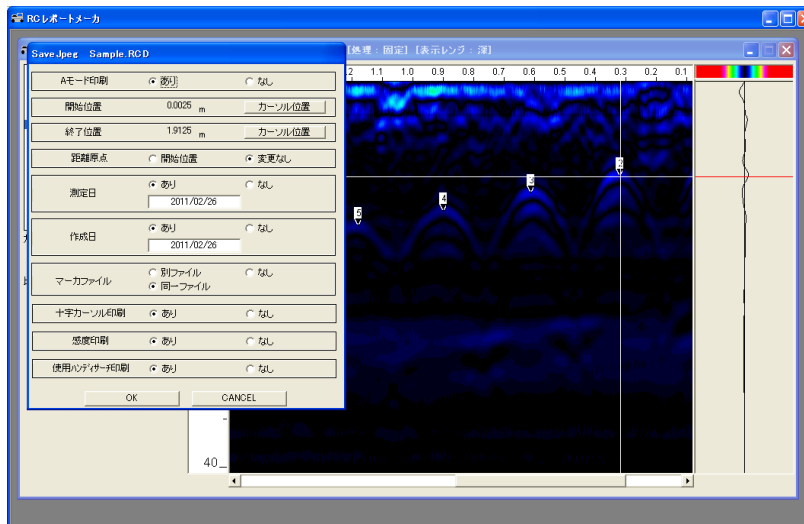 RCレポートメーカ
[処理:固定] [表示レンジ:深]
SaveJpeg Sample.RCD
Aモード印刷 あり なし
開始位置 0.0025 m カーソル位置
終了位置 1.9125 m カーソル位置
距離原点 開始位置 変更なし
測定日 あり なし
2011/02/26
作成日 あり なし
2011/02/26
マーカファイル 別ファイル なし
同一ファイル
十字カーソル印刷 あり なし
感度印刷 あり なし
使用ハンディサーチ印刷 あり なし
OK CANCEL
1.1 1.0 0.9 0.8 0.7 0.6 0.5 0.4 0.3 0.2 0.1
5 4 3 2
40